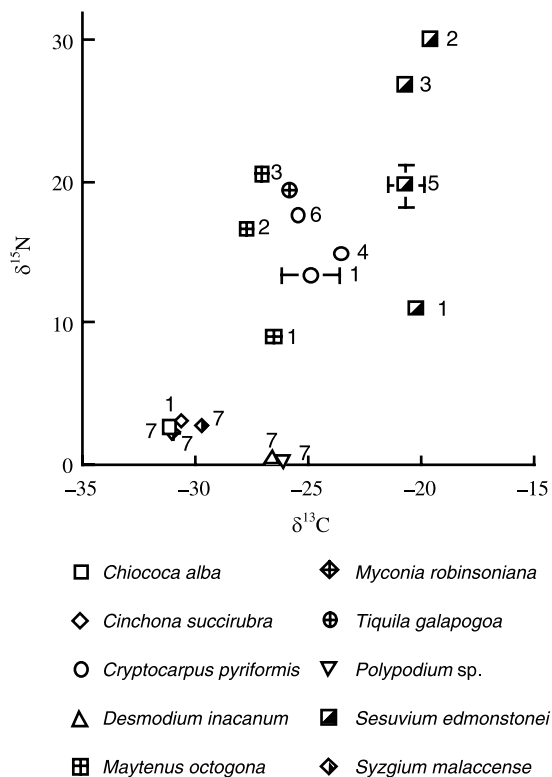 30
2
3
3
20
5
6
2
δ¹⁵N
4
1
10
1
1
1
7
7
7
7
7
0
−35
−30
−25
−20
−15
δ¹³C
Chiococa alba
Myconia robinsoniana
Cinchona succirubra
Tiquila galapogoa
Cryptocarpus pyriformis
Polypodium sp.
Desmodium inacanum
Sesuvium edmonstonei
Maytenus octogona
Syzgium malaccense